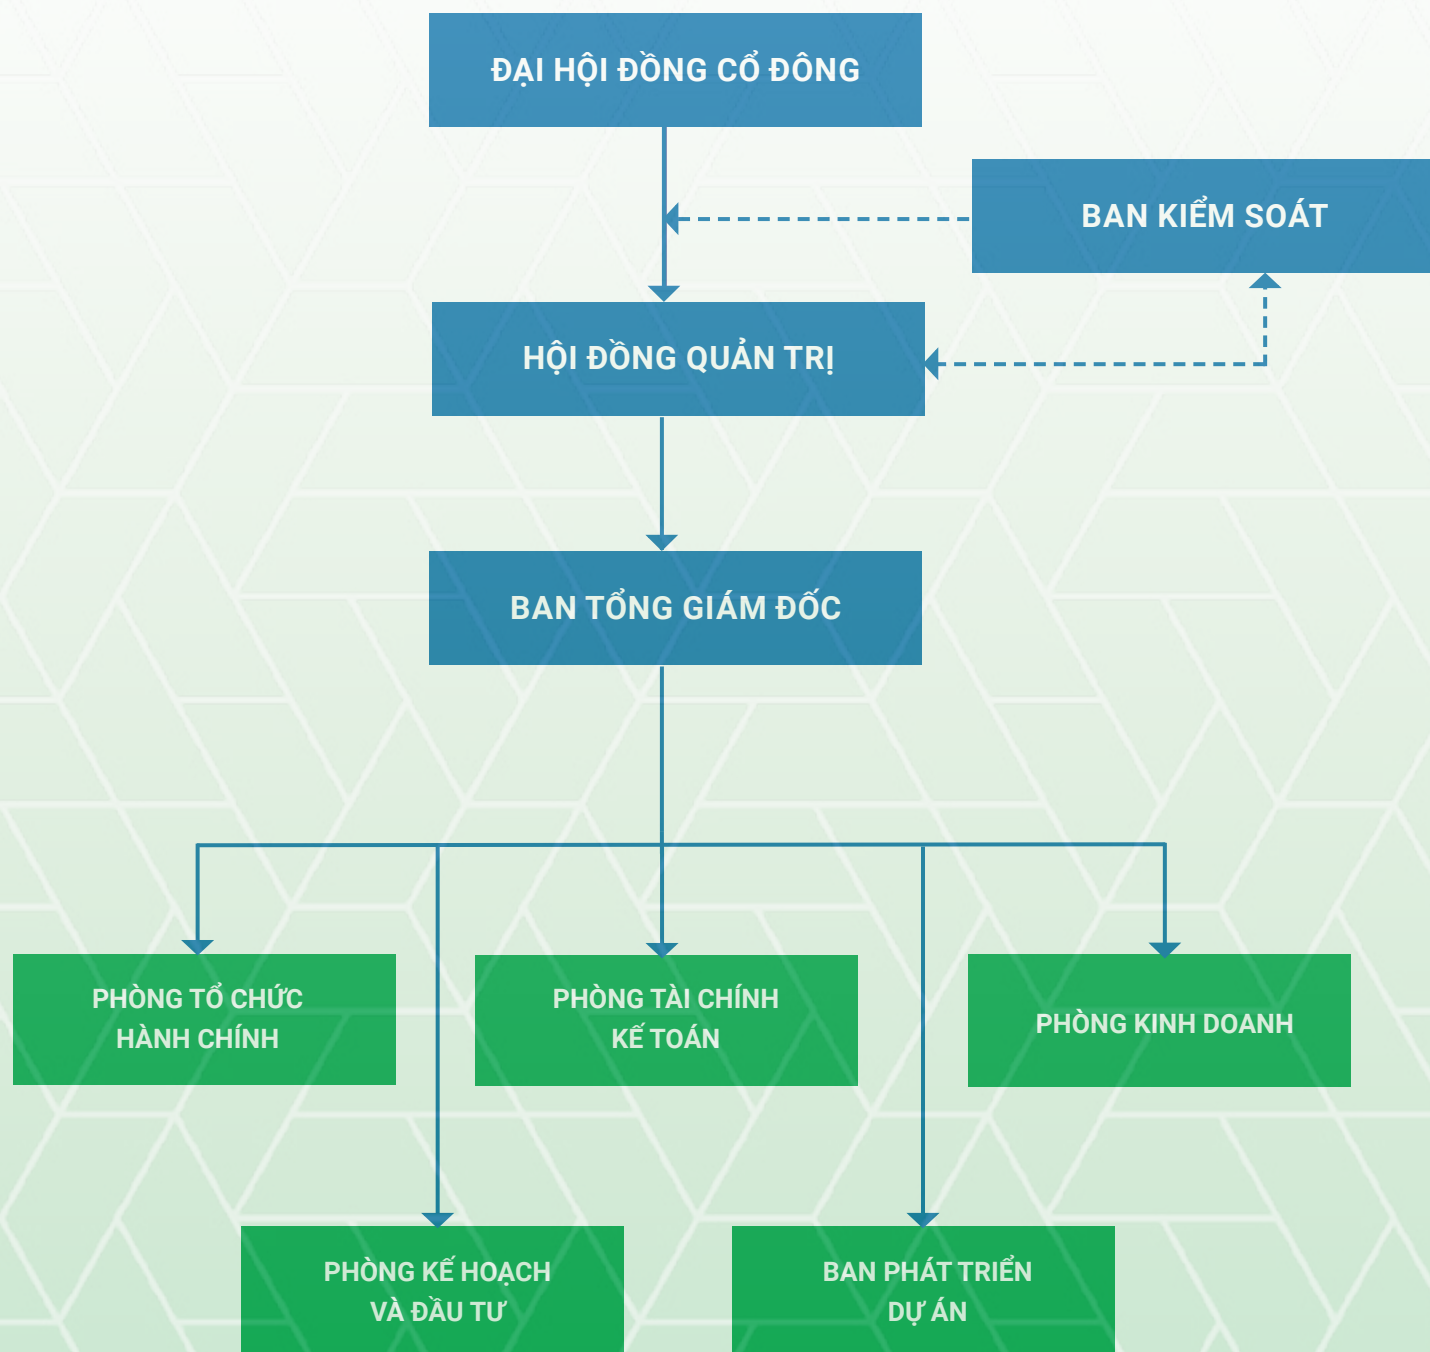 ĐẠI HỘI ĐỒNG CỔ ĐÔNG
BAN KIỂM SOÁT
HỘI ĐỒNG QUẢN TRỊ
BAN TỔNG GIÁM ĐỐC
PHÒNG TỔ CHỨC
HÀNH CHÍNH
PHÒNG TÀI CHÍNH
KẾ TOÁN
PHÒNG KINH DOANH
PHÒNG KẾ HOẠCH
VÀ ĐẦU TƯ
BAN PHÁT TRIỂN
DỰ ÁN